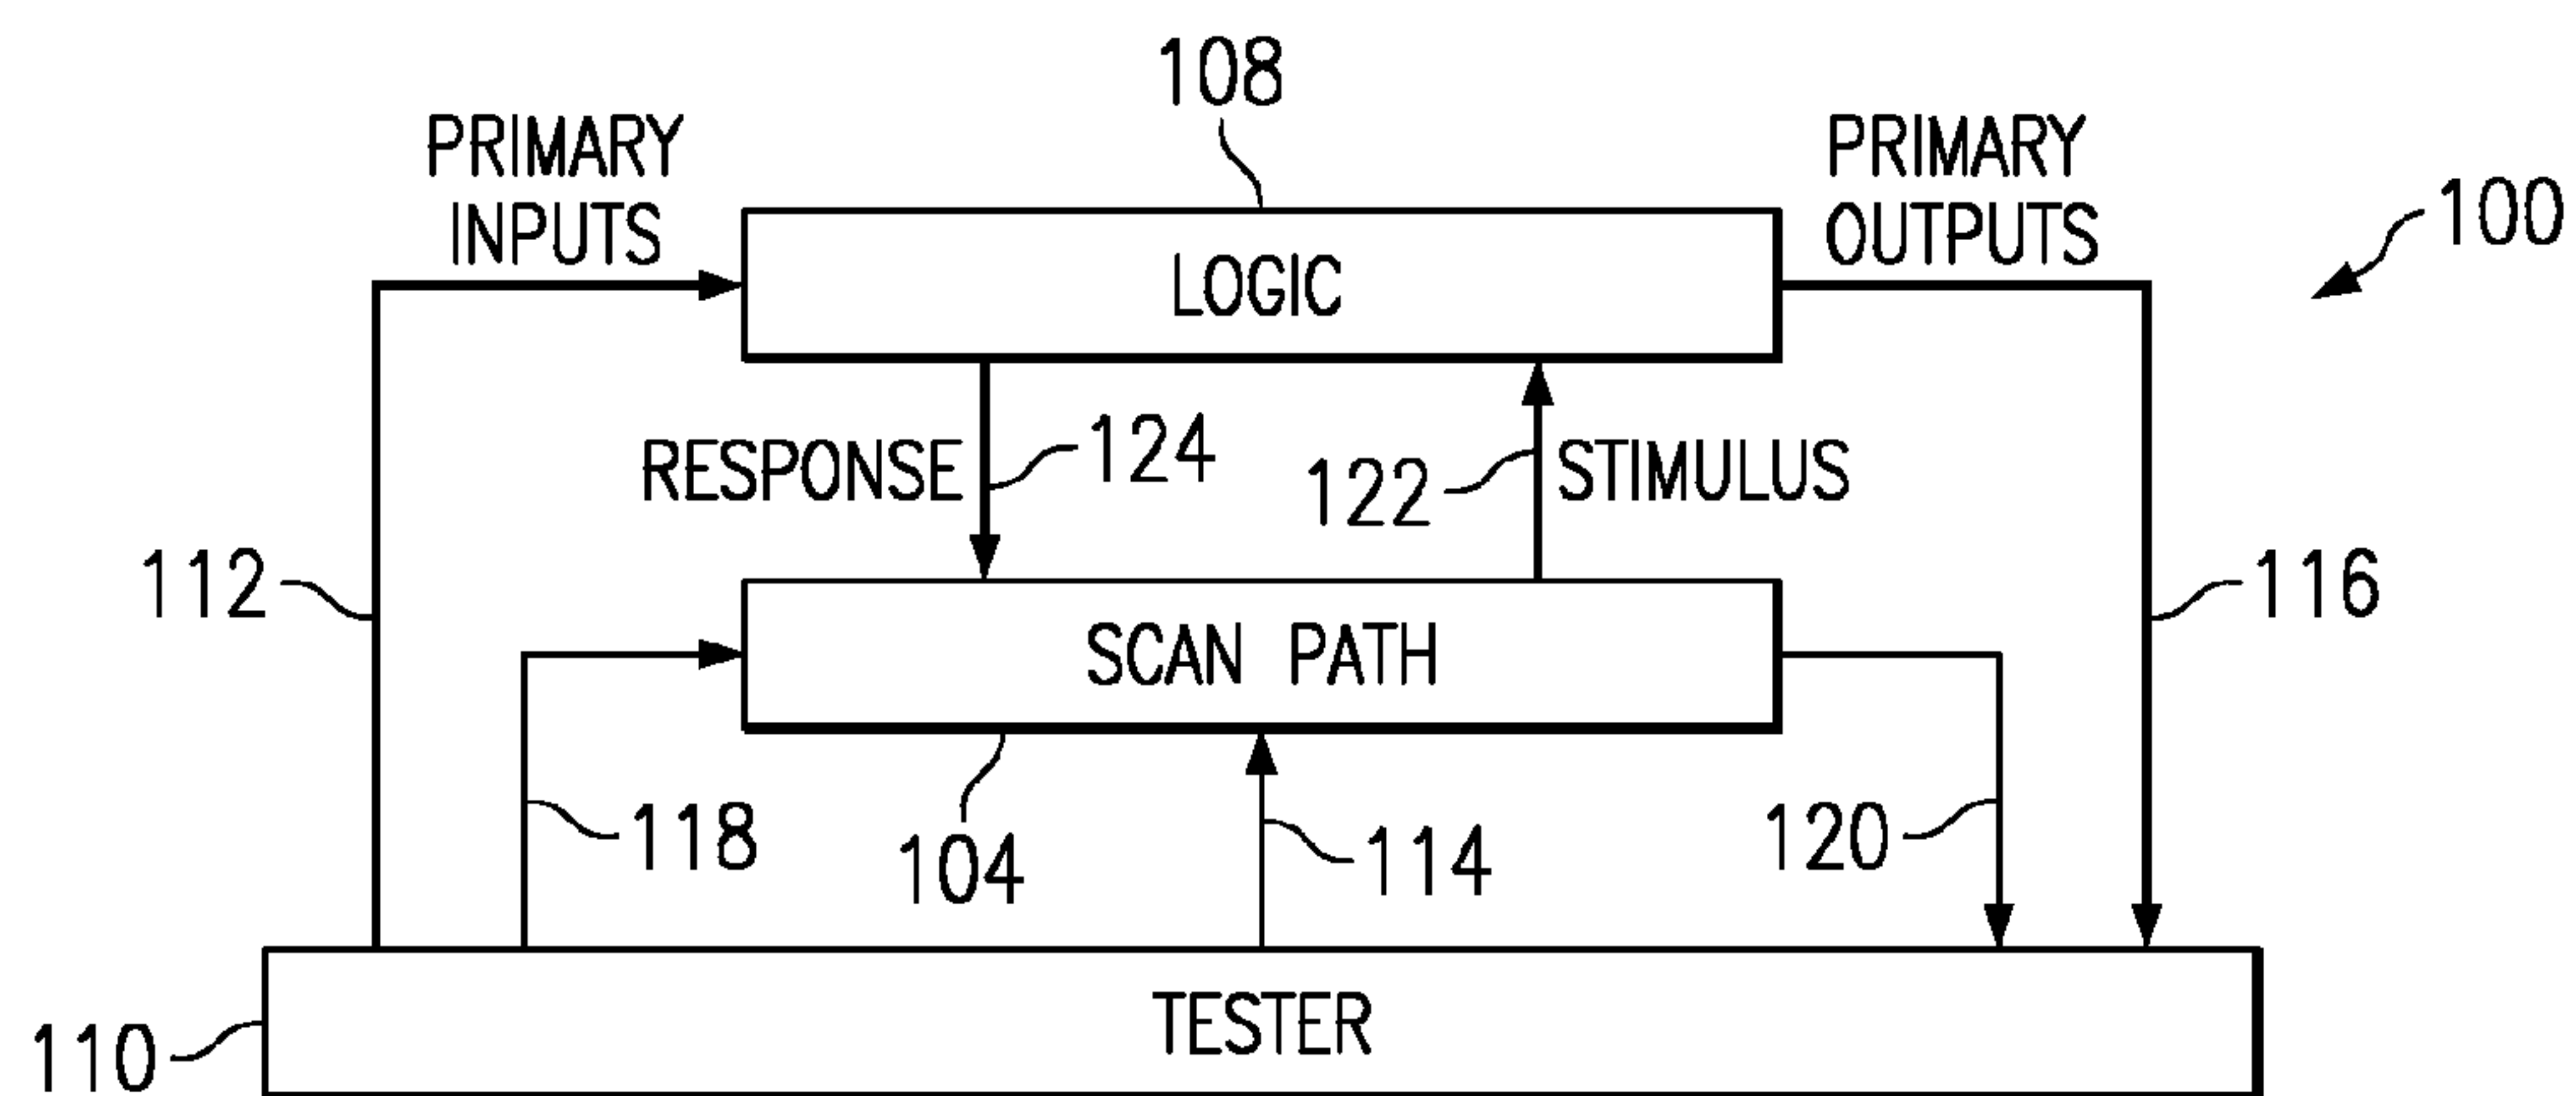 108
PRIMARY
INPUTS
PRIMARY
OUTPUTS
100
LOGIC
RESPONSE
124
122
STIMULUS
112
116
SCAN PATH
118
104
114
120
TESTER
110